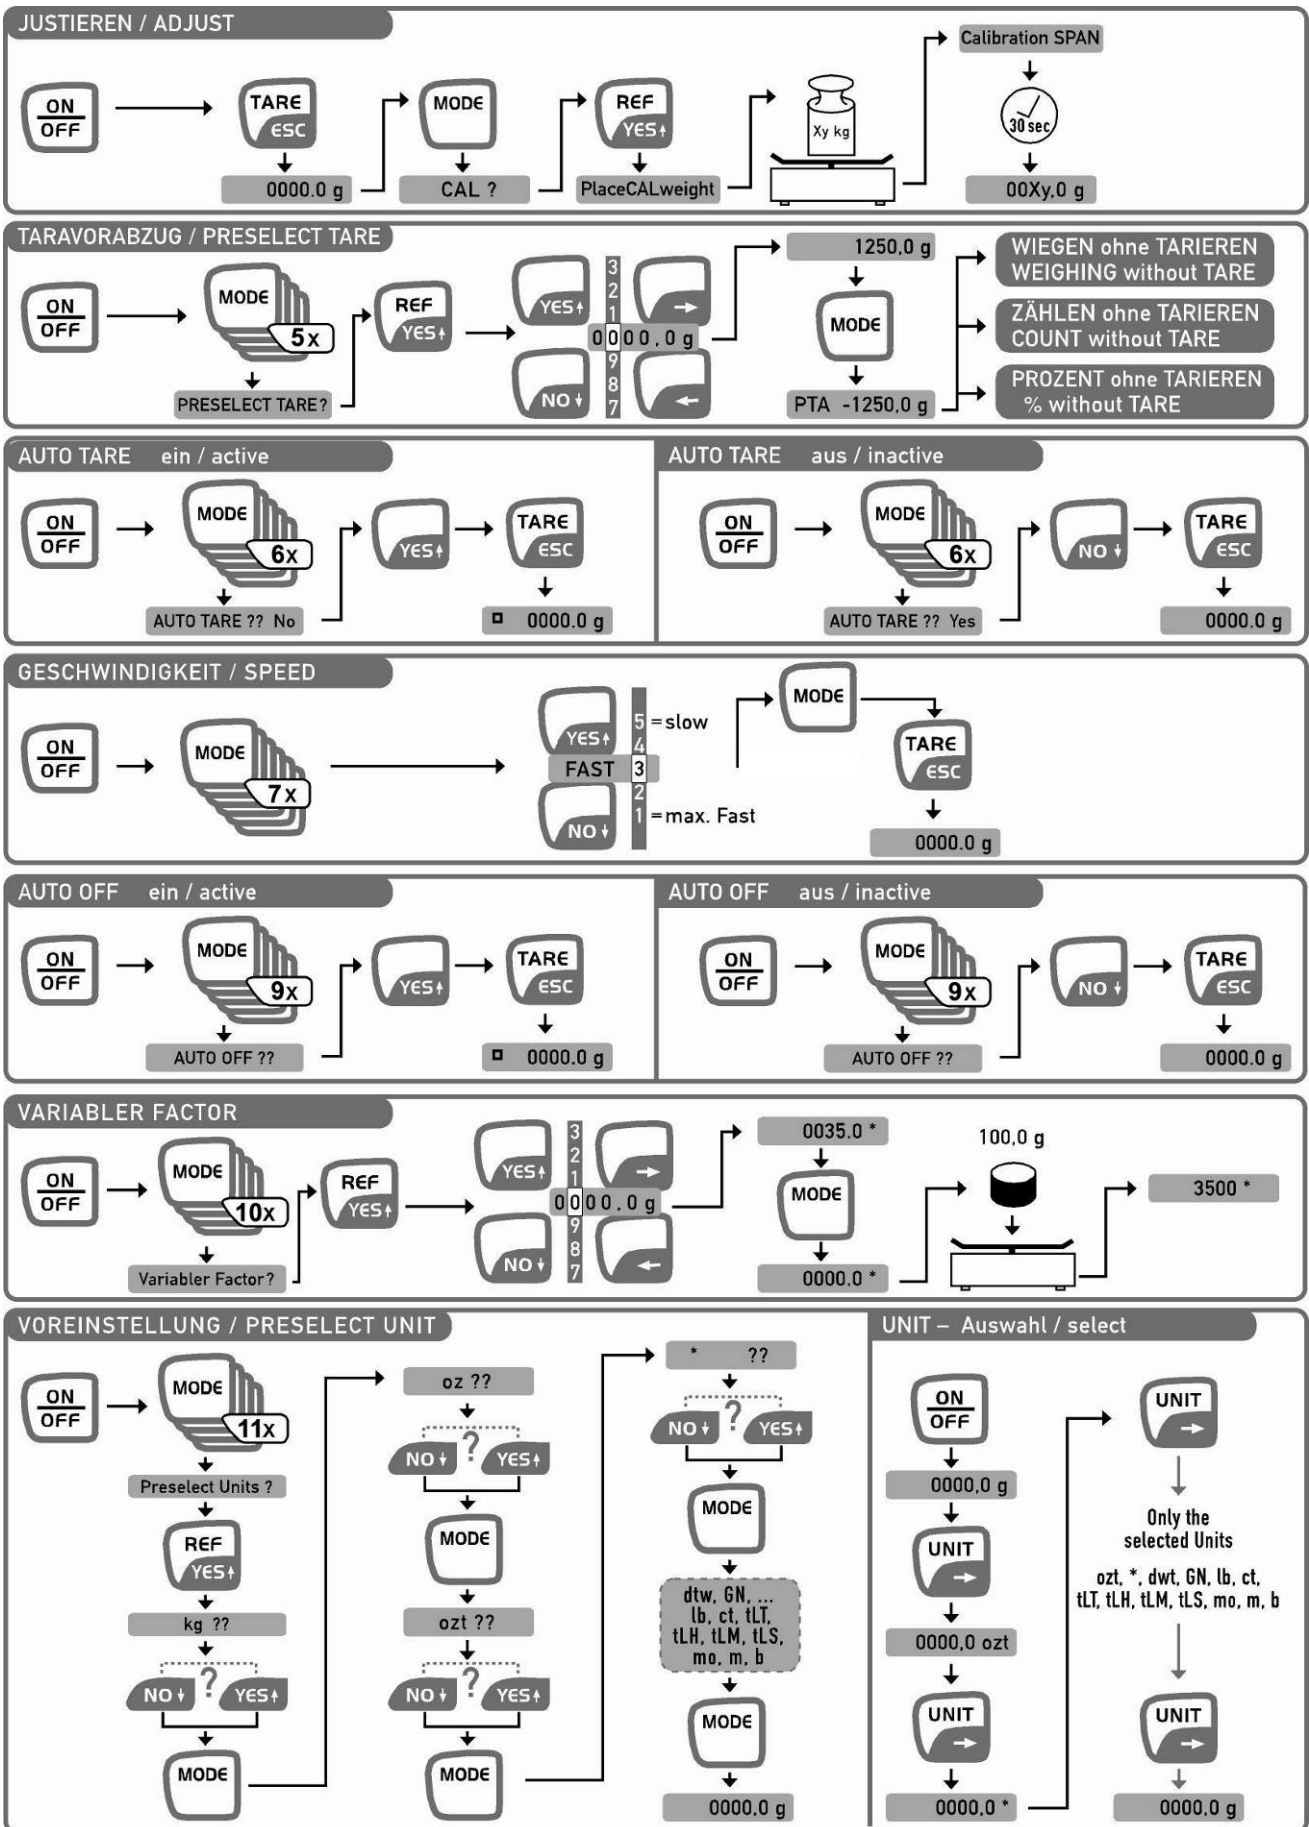 JUSTIEREN / ADJUST
ON
OFF
TARE
ESC
0000.0 g
MODE
CAL ?
REF
YES↑
PlaceCALweight
Xy kg
Calibration SPAN
30 sec
00Xy,0 g
TARAVORABZUG / PRESELECT TARE
ON
OFF
MODE
5x
PRESELECT TARE?
REF
YES↑
YES↑
NO↓
3
2
1
0000,0 g
9
8
7
→
←
1250,0 g
MODE
PTA -1250,0 g
WIEGEN ohne TARIEREN
WEIGHING without TARE
ZÄHLEN ohne TARIEREN
COUNT without TARE
PROZENT ohne TARIEREN
% without TARE
AUTO TARE ein / active
ON
OFF
MODE
6x
AUTO TARE ?? No
YES↑
TARE
ESC
0000.0 g
AUTO TARE aus / inactive
ON
OFF
MODE
6x
AUTO TARE ?? Yes
NO ↓
TARE
ESC
0000.0 g
GESCHWINDIGKEIT / SPEED
ON
OFF
MODE
7x
YES↑
5 =slow
4
FAST 3
2
1 =max. Fast
NO↓
MODE
TARE
ESC
0000.0 g
AUTO OFF ein / active
ON
OFF
MODE
9x
AUTO OFF ??
YES↑
TARE
ESC
0000.0 g
AUTO OFF aus / inactive
ON
OFF
MODE
9x
AUTO OFF ??
NO ↓
TARE
ESC
0000.0 g
VARIABLER FACTOR
ON
OFF
MODE
10x
Variabler Factor?
REF
YES↑
YES↑
NO↓
3
2
1
0000.0 g
9
8
7
→
←
0035.0 *
MODE
0000.0 *
100,0 g
3500 *
VOREINSTELLUNG / PRESELECT UNIT
ON
OFF
MODE
11x
Preselect Units ?
REF
YES↑
kg ??
NO↓ ? YES↑
MODE
oz ??
NO↓ ? YES↑
MODE
ozt ??
NO↓ ? YES↑
MODE
* ??
NO↓ ? YES↑
MODE
dtw, GN, ...
lb, ct, tLT,
tLH, tLM, tLS,
mo, m, b
MODE
0000,0 g
UNIT – Auswahl / select
ON
OFF
0000,0 g
UNIT
→
0000,0 ozt
UNIT
→
0000,0 *
UNIT
→
Only the
selected Units
ozt, *, dwt, GN, lb, ct,
tLT, tLH, tLM, tLS, mo, m, b
UNIT
→
0000,0 g